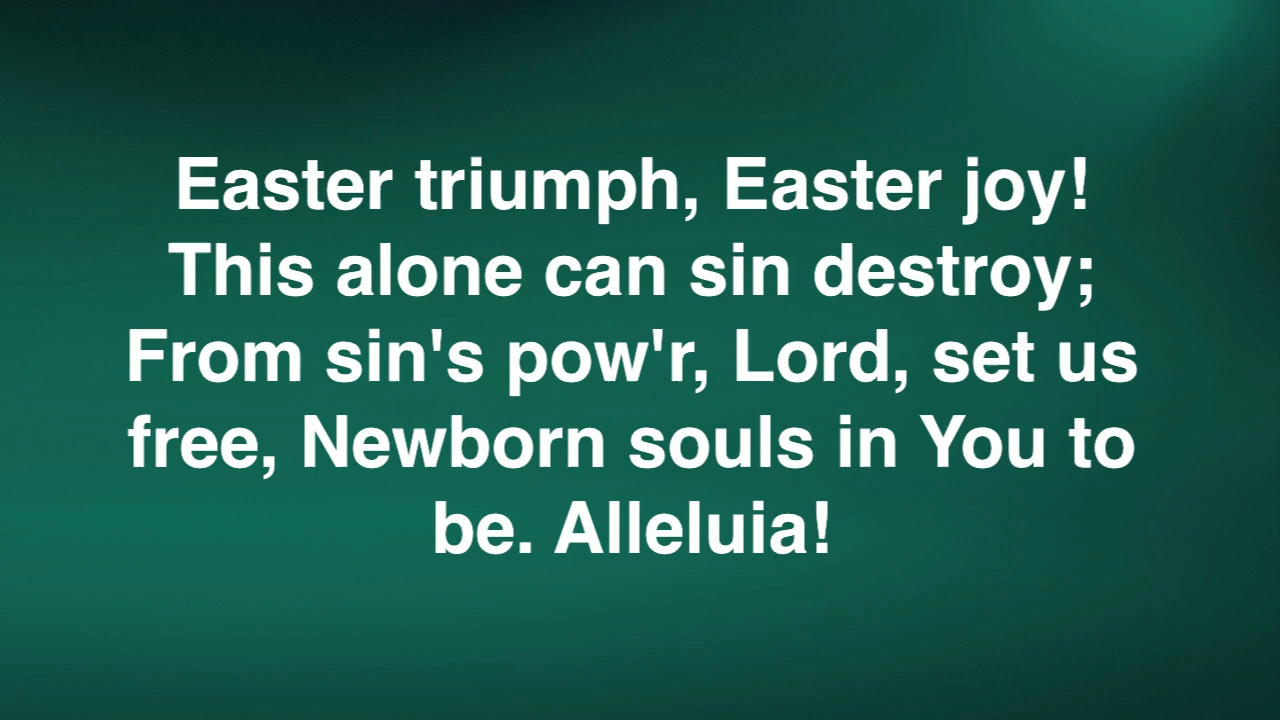 Easter triumph, Easter joy!
This alone can sin destroy;
From sin's pow'r, Lord, set us
free, Newborn souls in You to
be. Alleluia!